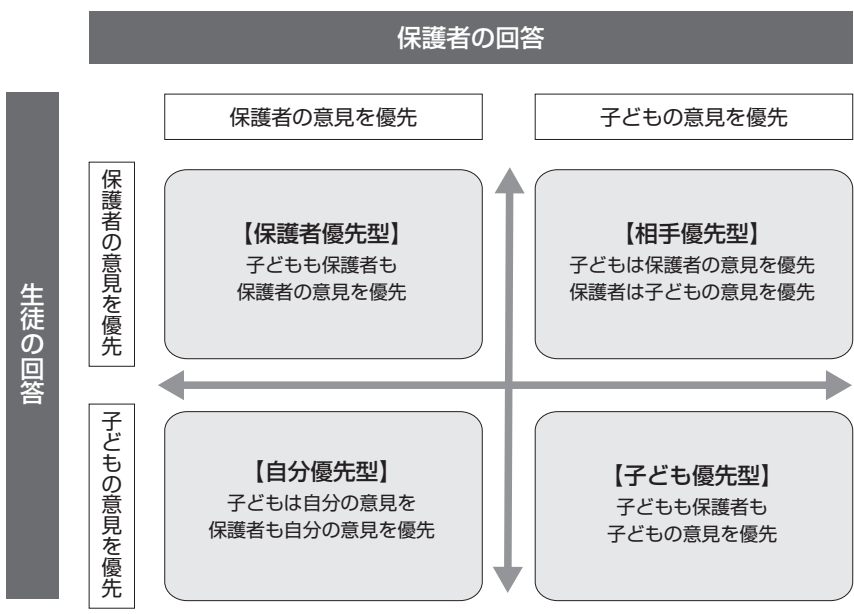 保護者の回答
保護者の意見を優先
子どもの意見を優先
生徒の回答
保護者の意見を優先
【保護者優先型】
子どもも保護者も
保護者の意見を優先
【相手優先型】
子どもは保護者の意見を優先
保護者は子どもの意見を優先
子どもの意見を優先
【自分優先型】
子どもは自分の意見を
保護者も自分の意見を優先
【子ども優先型】
子どもも保護者も
子どもの意見を優先